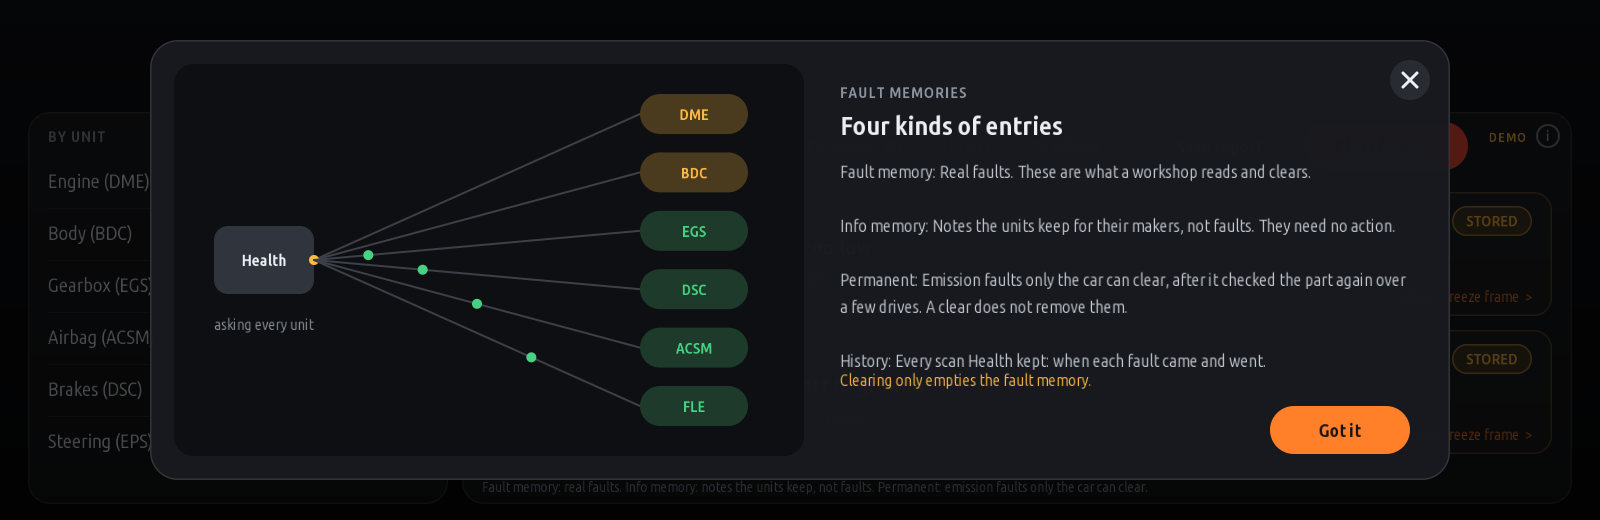 BY UNIT
Engine (DME)
Body (BDC)
Gearbox (EGS)
Airbag (ACSM
Brakes (DSC)
Steering (EPS)
Health
asking every unit
DME
BDC
EGS
DSC
ACSM
FLE
FAULT MEMORIES
Four kinds of entries
Fault memory: Real faults. These are what a workshop reads and clears.
Info memory: Notes the units keep for their makers, not faults. They need no action.
Permanent: Emission faults only the car can clear, after it checked the part again over
a few drives. A clear does not remove them.
History: Every scan Health kept: when each fault came and went.
Clearing only empties the fault memory.
Got it
DEMO
i
STORED
reeze frame >
STORED
reeze frame >
Fault memory: real faults. Info memory: notes the units keep, not faults. Permanent: emission faults only the car can clear.